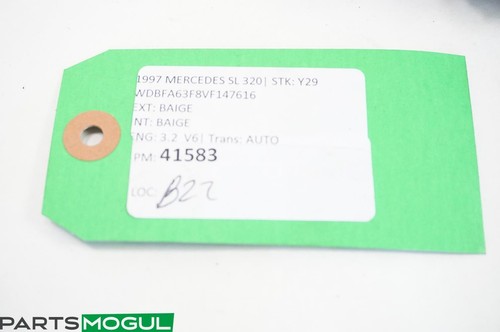 1997 MERCEDES SL 320| STK: Y29
WDBFA63F8VF147616
EXT: BAIGE
NT: BAIGE
NG: 3.2 V6| Trans: AUTO
PM: 41583
LOC: B22
PARTSMOGUL